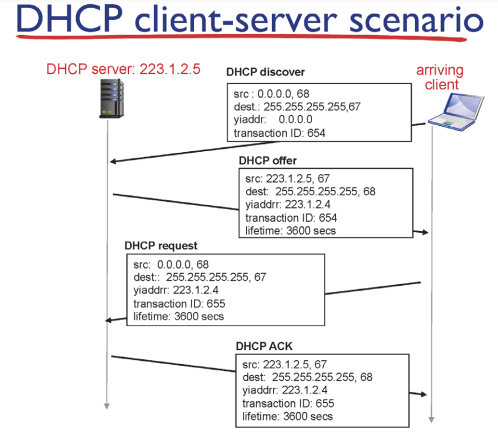 DHCP client-server scenario
DHCP server: 223.1.2.5
arriving
client
DHCP discover
src : 0.0.0.0, 68
dest.: 255.255.255.255,67
yiaddr:    0.0.0.0
transaction ID: 654
DHCP offer
src: 223.1.2.5, 67
dest:  255.255.255.255, 68
yiaddrr: 223.1.2.4
transaction ID: 654
lifetime: 3600 secs
DHCP request
src:  0.0.0.0, 68
dest::  255.255.255.255, 67
yiaddrr: 223.1.2.4
transaction ID: 655
lifetime: 3600 secs
DHCP ACK
src: 223.1.2.5, 67
dest:  255.255.255.255, 68
yiaddrr: 223.1.2.4
transaction ID: 655
lifetime: 3600 secs